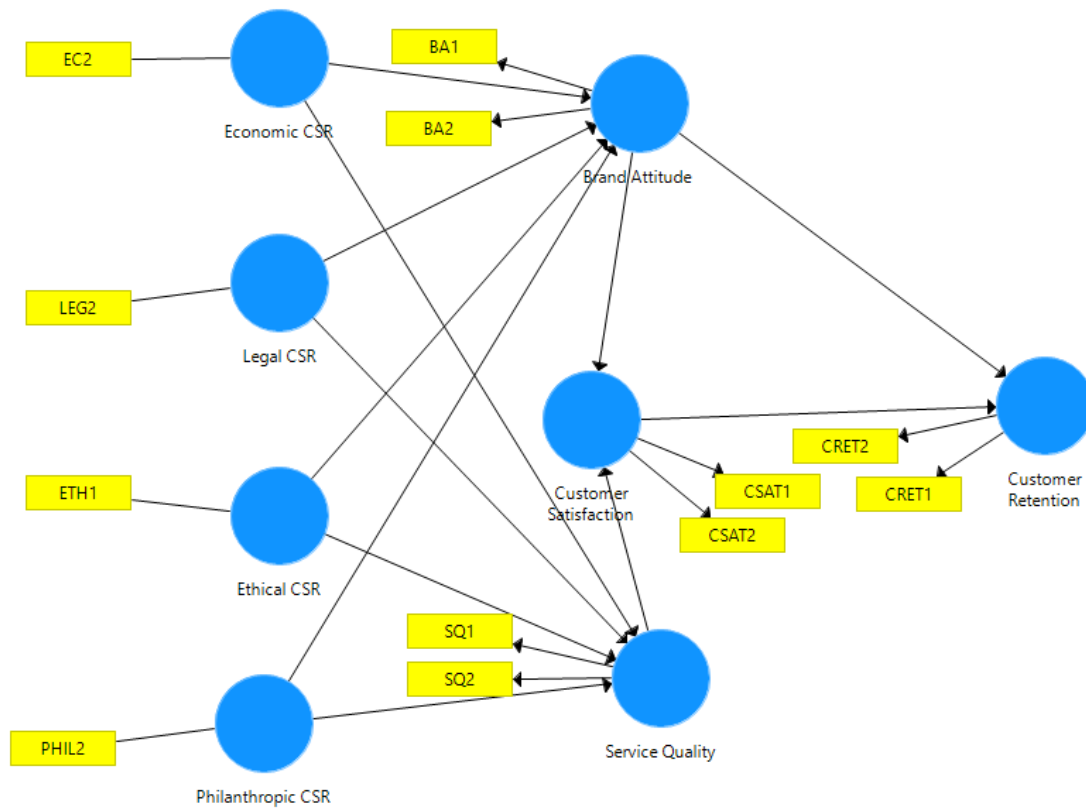 EC2
Economic CSR
BA1
BA2
Brand Attitude
LEG2
Legal CSR
ETH1
Ethical CSR
Customer
Satisfaction
CSAT1
CSAT2
CRET2
CRET1
Customer
Retention
SQ1
SQ2
Service Quality
PHIL2
Philanthropic CSR